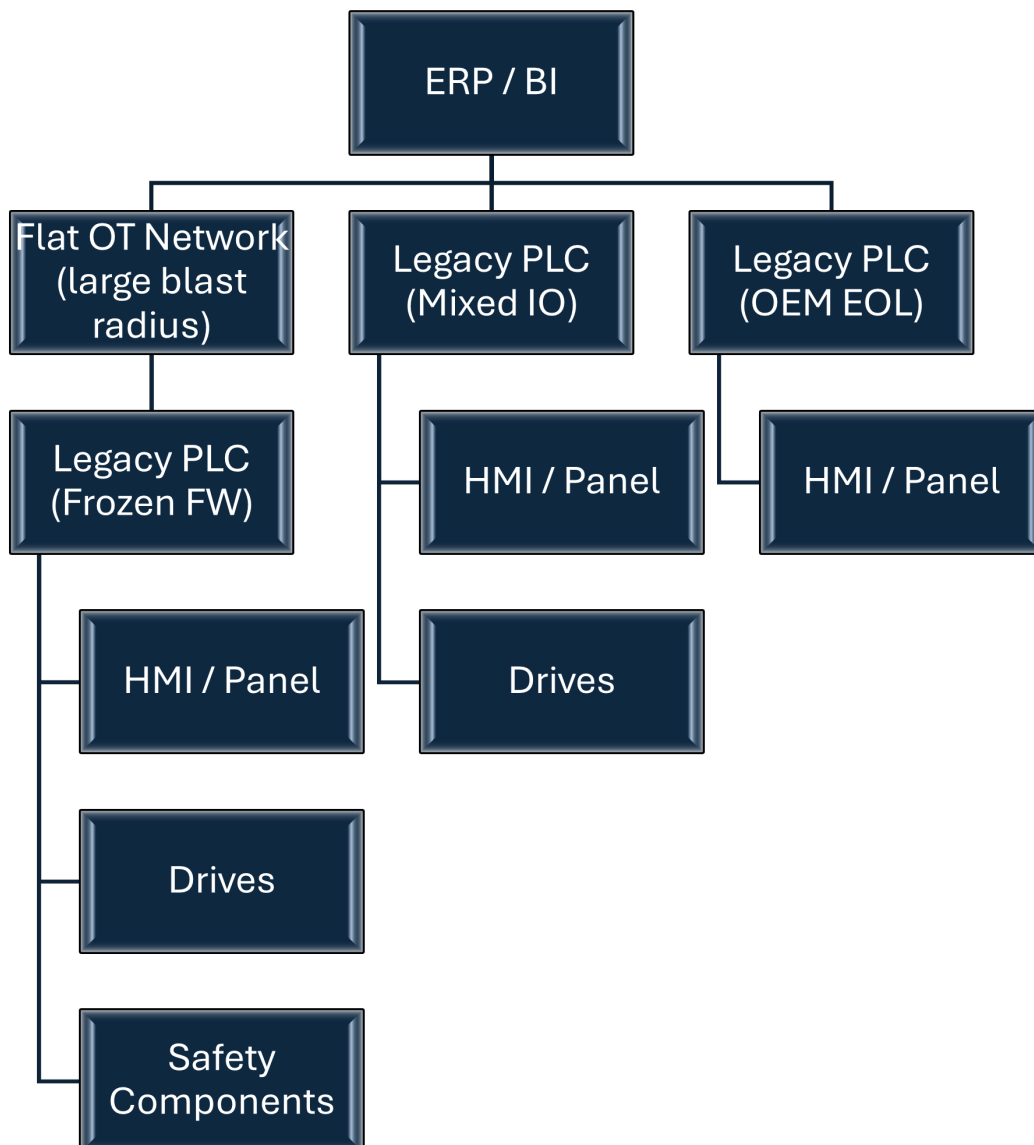 ERP / BI
Flat OT Network
(large blast
radius)
Legacy PLC
(Mixed IO)
Legacy PLC
(OEM EOL)
Legacy PLC
(Frozen FW)
HMI / Panel
HMI / Panel
HMI / Panel
Drives
Drives
Safety
Components